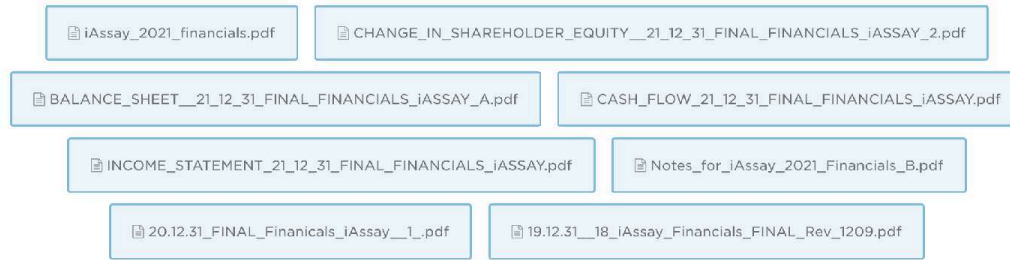 iAssay_2021_financials.pdf
CHANGE_IN_SHAREHOLDER_EQUITY__21_12_31_FINAL_FINANCIALS_iASSAY_2.pdf
BALANCE_SHEET__21_12_31_FINAL_FINANCIALS_iASSAY_A.pdf
CASH_FLOW_21_12_31_FINAL_FINANCIALS_iASSAY.pdf
INCOME_STATEMENT_21_12_31_FINAL_FINANCIALS_iASSAY.pdf
Notes_for_iAssay_2021_Financials_B.pdf
20.12.31_FINAL_Finanicals_iAssay__1_.pdf
19.12.31__18_iAssay_Financials_FINAL_Rev_1209.pdf